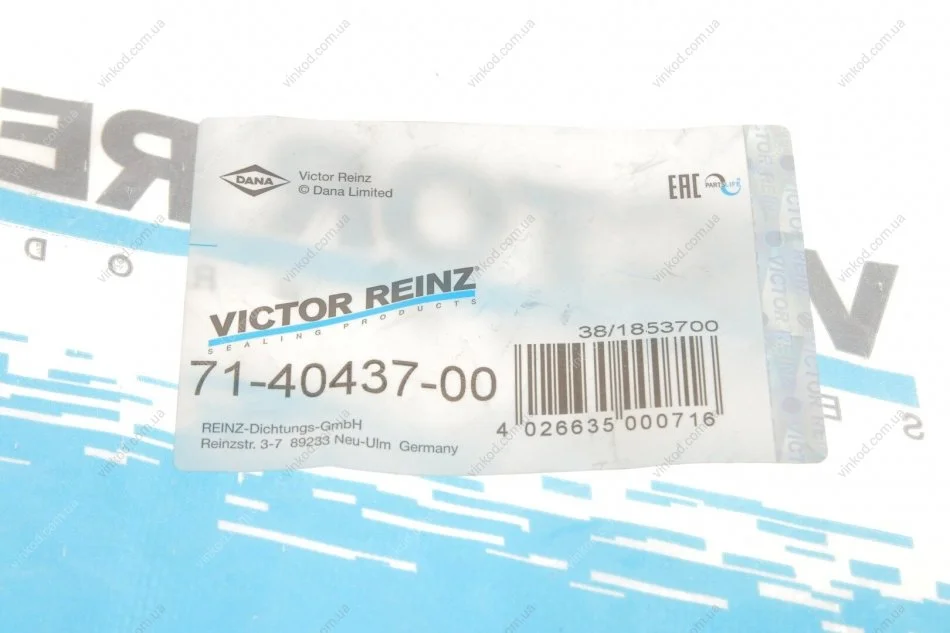 DANA
Victor Reinz
© Dana Limited
EAC
PARTSLIFE
VICTOR REINZ
SEALING PRODUCTS
71-40437-00
38/1853700
4 026635 000716
REINZ-Dichtungs-GmbH
Reinzstr. 3-7 89233 Neu-Ulm Germany
vinkod.com.ua